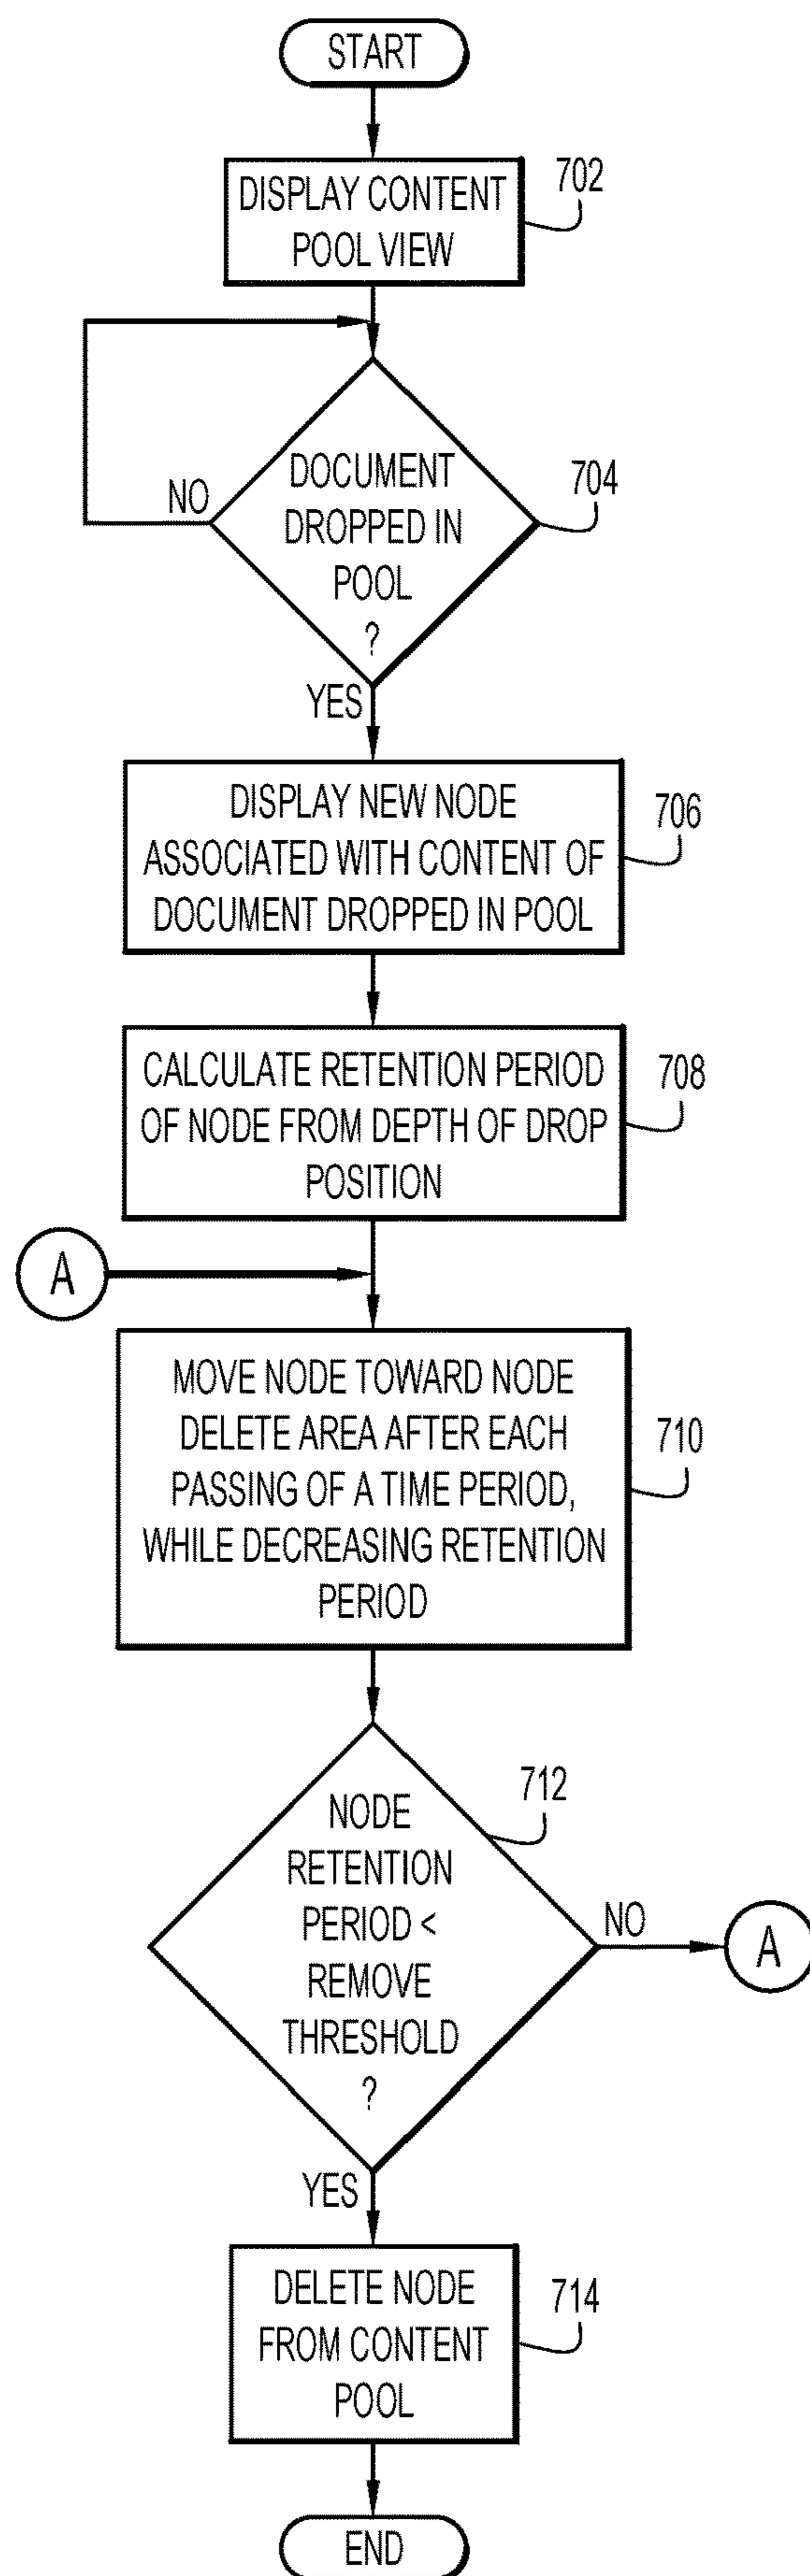 START
DISPLAY CONTENT
POOL VIEW
702
DOCUMENT
DROPPED IN
POOL
?
704
NO
YES
DISPLAY NEW NODE
ASSOCIATED WITH CONTENT OF
DOCUMENT DROPPED IN POOL
706
CALCULATE RETENTION PERIOD
OF NODE FROM DEPTH OF DROP
POSITION
708
A
MOVE NODE TOWARD NODE
DELETE AREA AFTER EACH
PASSING OF A TIME PERIOD,
WHILE DECREASING RETENTION
PERIOD
710
NODE
RETENTION
PERIOD <
REMOVE
THRESHOLD
?
712
NO
A
YES
DELETE NODE
FROM CONTENT
POOL
714
END